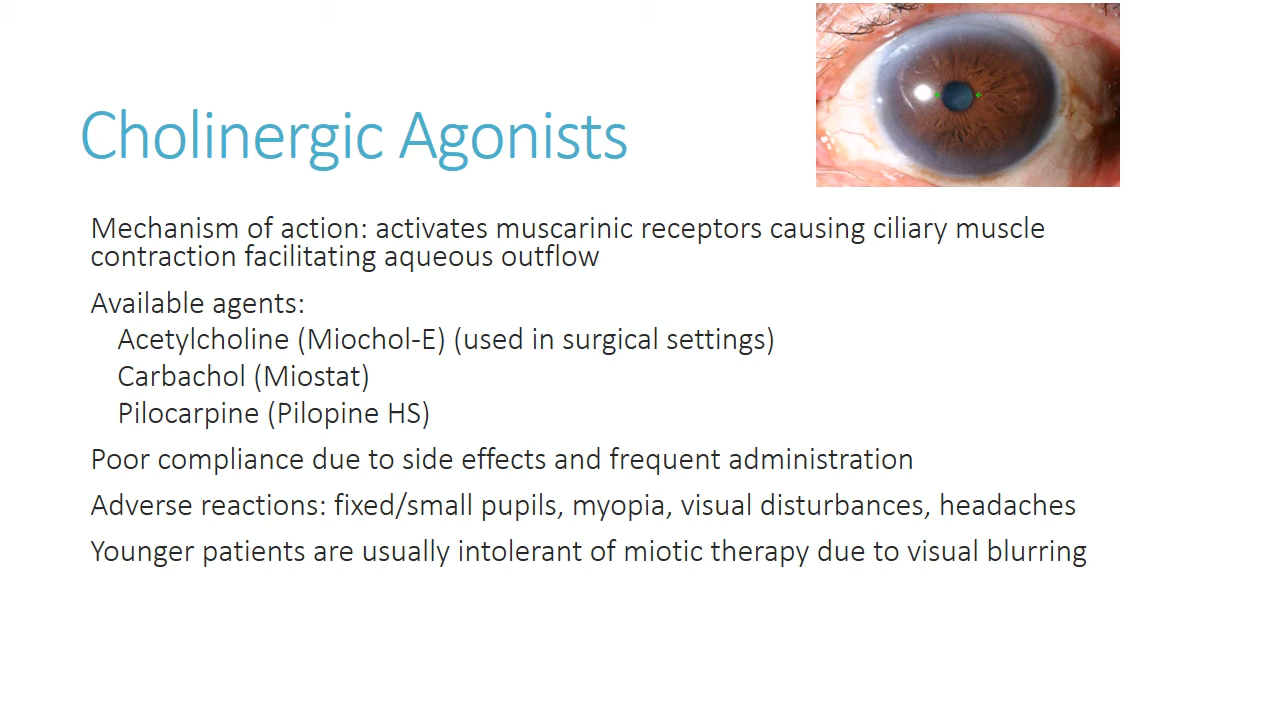 Cholinergic Agonists
Mechanism of action: activates muscarinic receptors causing ciliary muscle
contraction facilitating aqueous outflow
Available agents:
Acetylcholine (Miochol-E) (used in surgical settings)
Carbachol (Miostat)
Pilocarpine (Pilopine HS)
Poor compliance due to side effects and frequent administration
Adverse reactions: fixed/small pupils, myopia, visual disturbances, headaches
Younger patients are usually intolerant of miotic therapy due to visual blurring